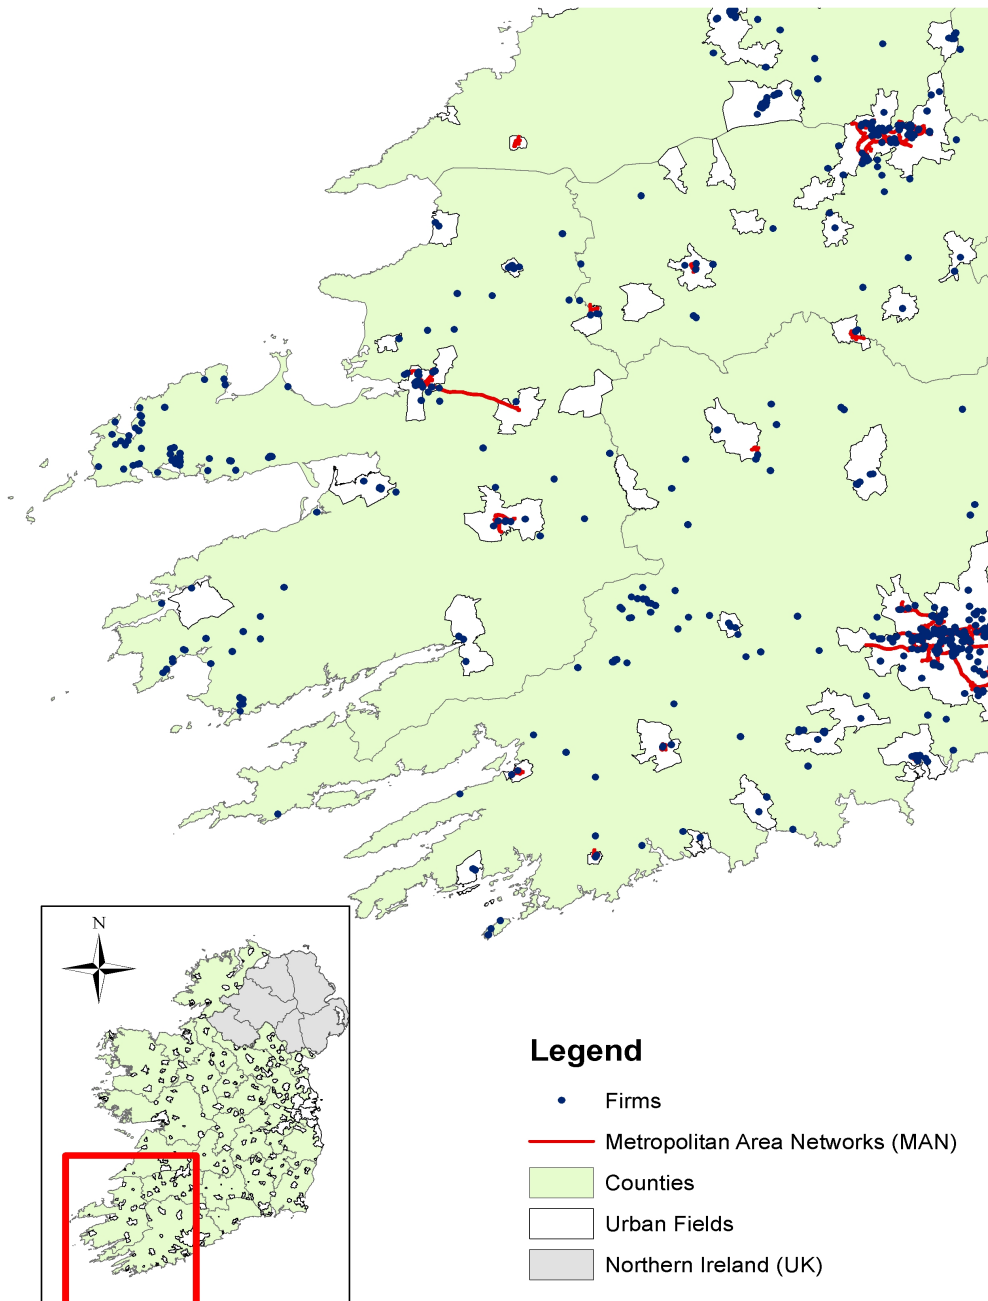 N
Legend
Firms
Metropolitan Area Networks (MAN)
Counties
Urban Fields
Northern Ireland (UK)